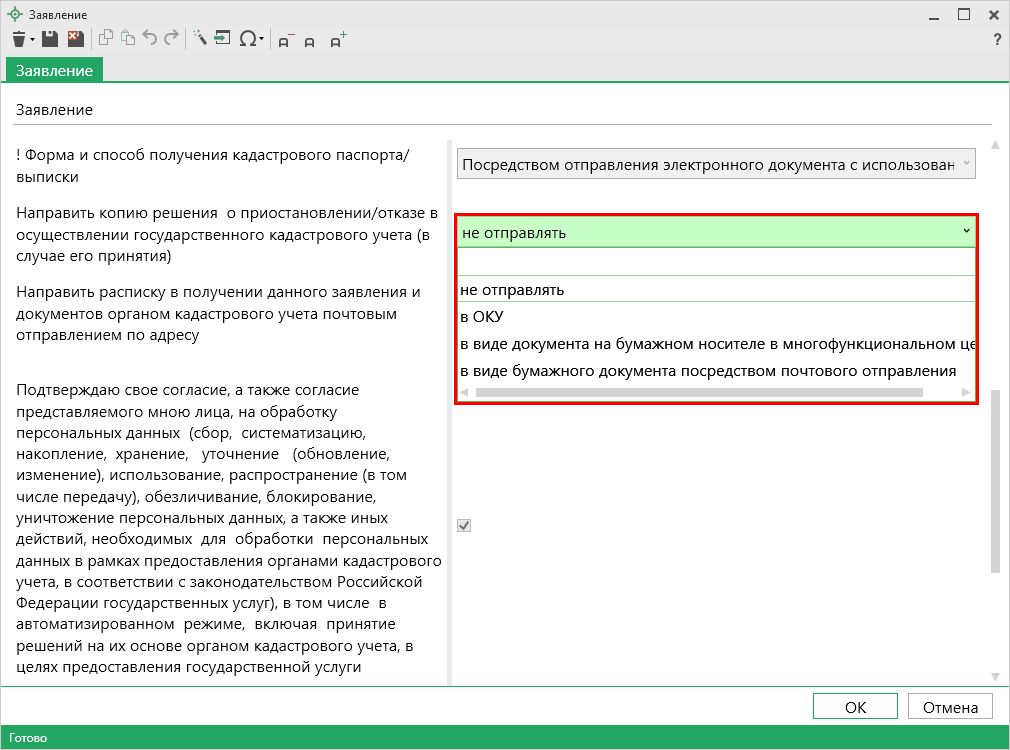 Заявление
?
Заявление
Заявление
! Форма и способ получения кадастрового паспорта/
выписки
Посредством отправления электронного документа с использован
Направить копию решения о приостановлении/отказе в
осуществлении государственного кадастрового учета (в
случае его принятия)
не отправлять
не отправлять
в ОКУ
в виде документа на бумажном носителе в многофункциональном це
в виде бумажного документа посредством почтового отправления
Направить расписку в получении данного заявления и
документов органом кадастрового учета почтовым
отправлением по адресу
Подтверждаю свое согласие, а также согласие
представляемого мною лица, на обработку
персональных данных (сбор, систематизацию,
накопление, хранение, уточнение (обновление,
изменение), использование, распространение (в том
числе передачу), обезличивание, блокирование,
уничтожение персональных данных, а также иных
действий, необходимых для обработки персональных
данных в рамках предоставления органами кадастрового
учета, в соответствии с законодательством Российской
Федерации государственных услуг), в том числе в
автоматизированном режиме, включая принятие
решений на их основе органом кадастрового учета, в
целях предоставления государственной услуги
ОК
Отмена
Готово